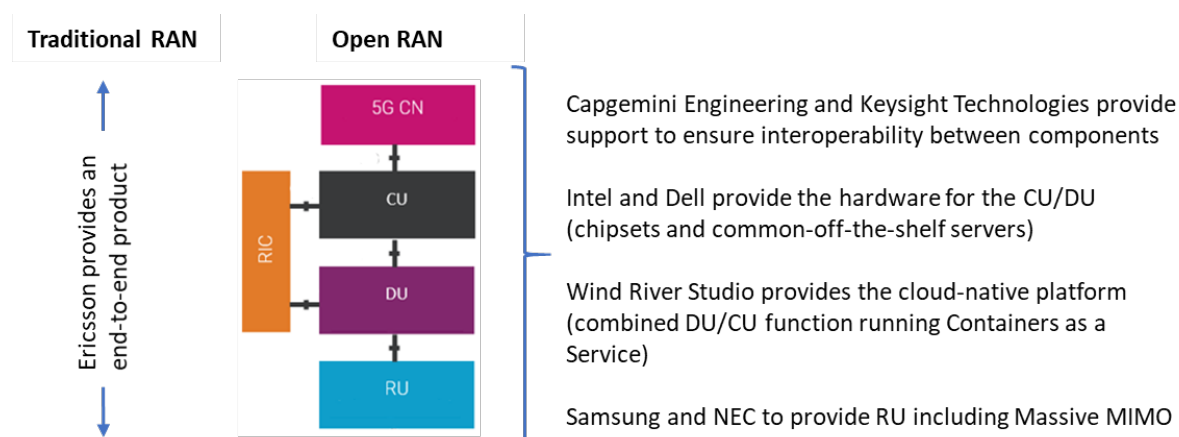 Traditional RAN
Open RAN
Ericsson provides an
end-to-end product
5G CN
CU
RIC
DU
RU
Capgemini Engineering and Keysight Technologies provide
support to ensure interoperability between components
Intel and Dell provide the hardware for the CU/DU
(chipsets and common-off-the-shelf servers)
Wind River Studio provides the cloud-native platform
(combined DU/CU function running Containers as a
Service)
Samsung and NEC to provide RU including Massive MIMO